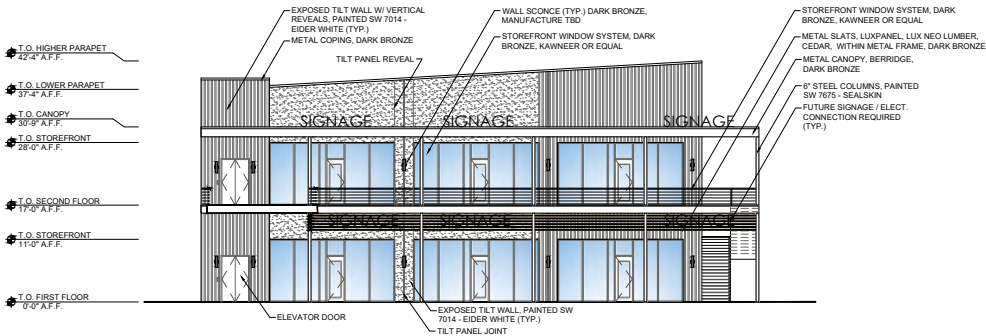 EXPOSED TILT WALL W/ VERTICAL
REVEALS, PAINTED SW 7014 -
EIDER WHITE (TYP.)
METAL COPING, DARK BRONZE
TILT PANEL REVEAL
WALL SCONCE (TYP.) DARK BRONZE,
MANUFACTURE TBD
STOREFRONT WINDOW SYSTEM, DARK
BRONZE, KAWNEER OR EQUAL
STOREFRONT WINDOW SYSTEM, DARK
BRONZE, KAWNEER OR EQUAL
METAL SLATS, LUXPANEL, LUX NEO LUMBER,
CEDAR, WITHIN METAL FRAME, DARK BRONZE
METAL CANOPY, BERRIDGE,
DARK BRONZE
6" STEEL COLUMNS, PAINTED
SW 7675 - SEALSKIN
FUTURE SIGNAGE / ELECT.
CONNECTION REQUIRED
(TYP.)
T.O. HIGHER PARAPET
42'-4" A.F.F.
T.O. LOWER PARAPET
37'-4" A.F.F.
T.O. CANOPY
30'-9" A.F.F.
T.O. STOREFRONT
28'-0" A.F.F.
T.O. SECOND FLOOR
17'-0" A.F.F.
T.O. STOREFRONT
11'-0" A.F.F.
T.O. FIRST FLOOR
0'-0" A.F.F.
SIGNAGE
SIGNAGE
SIGNAGE
SIGNAGE
SIGNAGE
SIGNAGE
ELEVATOR DOOR
EXPOSED TILT WALL, PAINTED SW
7014 - EIDER WHITE (TYP.)
TILT PANEL JOINT